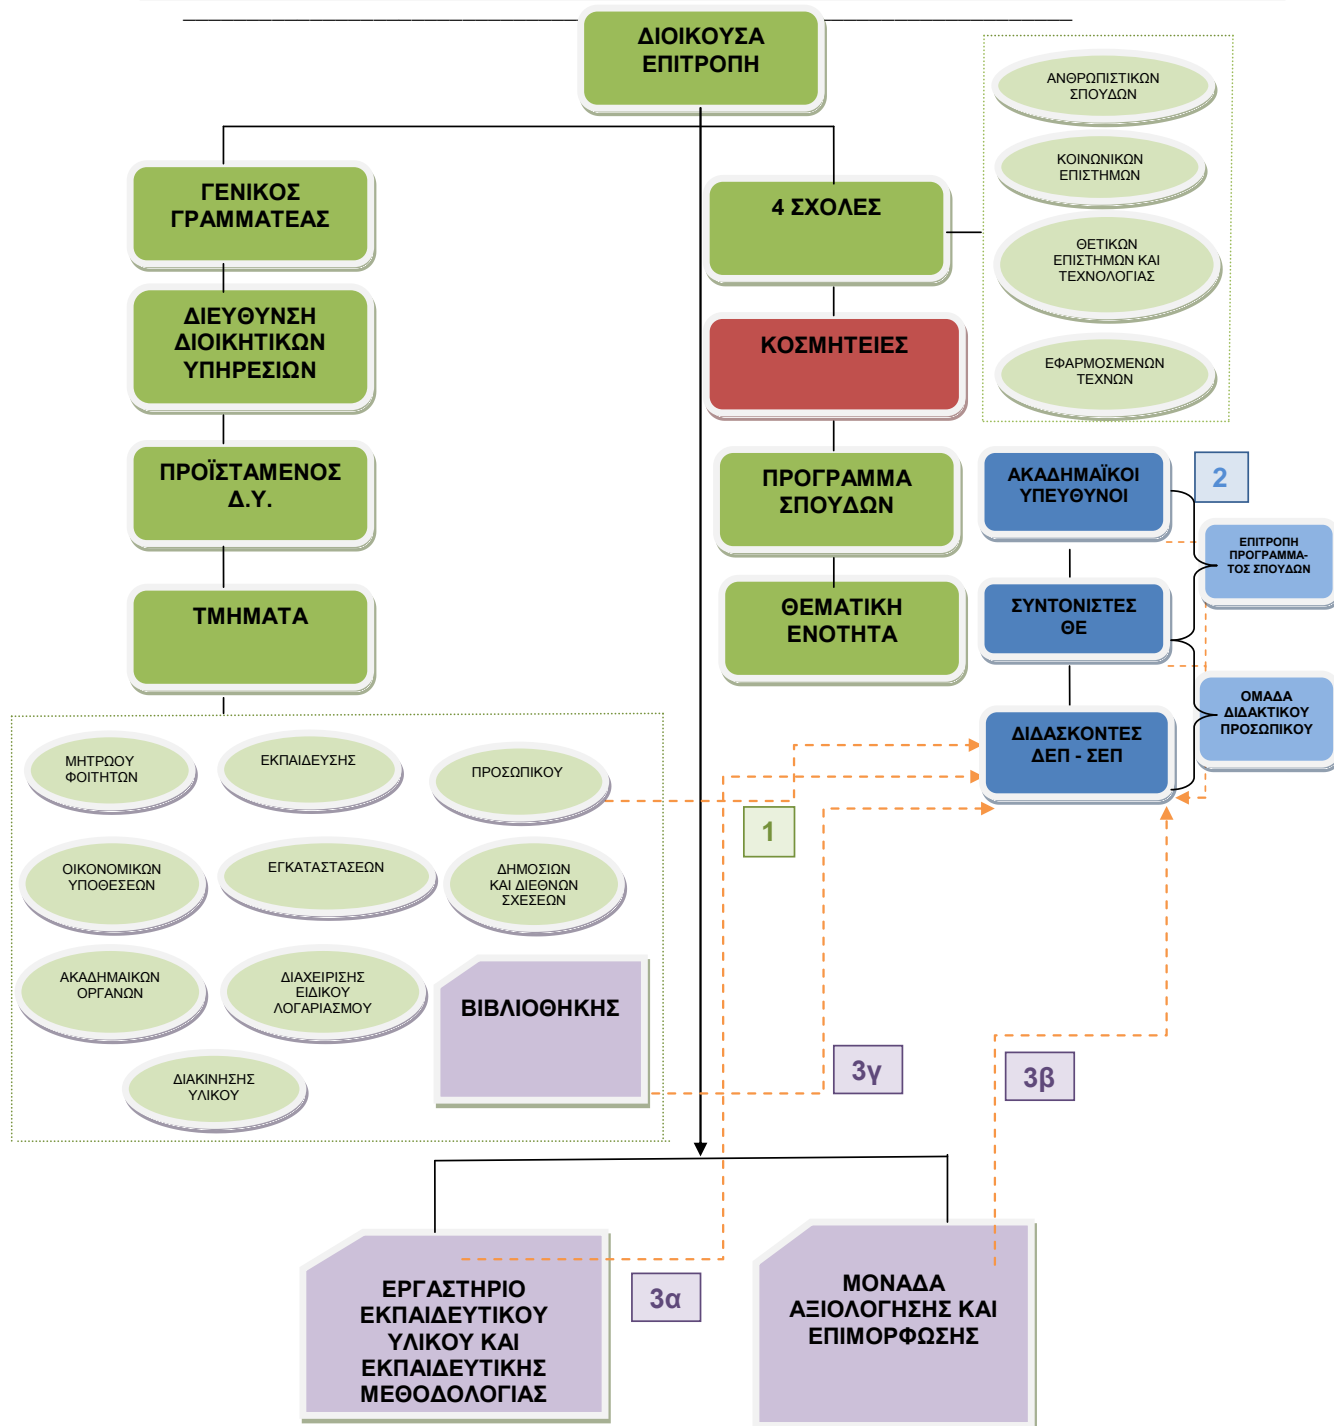 ΔΙΟΙΚΟΥΣΑ
ΕΠΙΤΡΟΠΗ
ΑΝΘΡΩΠΙΣΤΙΚΩΝ
ΣΠΟΥΔΩΝ
ΚΟΙΝΩΝΙΚΩΝ
ΕΠΙΣΤΗΜΩΝ
ΘΕΤΙΚΩΝ
ΕΠΙΣΤΗΜΩΝ ΚΑΙ
ΤΕΧΝΟΛΟΓΙΑΣ
ΕΦΑΡΜΟΣΜΕΝΩΝ
ΤΕΧΝΩΝ
ΓΕΝΙΚΟΣ
ΓΡΑΜΜΑΤΕΑΣ
4 ΣΧΟΛΕΣ
ΔΙΕΥΘΥΝΣΗ
ΔΙΟΙΚΗΤΙΚΩΝ
ΥΠΗΡΕΣΙΩΝ
ΚΟΣΜΗΤΕΙΕΣ
ΠΡΟΪΣΤΑΜΕΝΟΣ
Δ.Υ.
ΠΡΟΓΡΑΜΜΑ
ΣΠΟΥΔΩΝ
ΑΚΑΔΗΜΑΪΚΟΙ
ΥΠΕΥΘΥΝΟΙ
2
ΕΠΙΤΡΟΠΗ
ΠΡΟΓΡΑΜΜΑ-
ΤΟΣ ΣΠΟΥΔΩΝ
ΤΜΗΜΑΤΑ
ΘΕΜΑΤΙΚΗ
ΕΝΟΤΗΤΑ
ΣΥΝΤΟΝΙΣΤΕΣ
ΘΕ
ΔΙΔΑΣΚΟΝΤΕΣ
ΔΕΠ - ΣΕΠ
ΟΜΑΔΑ
ΔΙΔΑΚΤΙΚΟΥ
ΠΡΟΣΩΠΙΚΟΥ
ΜΗΤΡΩΟΥ
ΦΟΙΤΗΤΩΝ
ΕΚΠΑΙΔΕΥΣΗΣ
ΠΡΟΣΩΠΙΚΟΥ
1
ΟΙΚΟΝΟΜΙΚΩΝ
ΥΠΟΘΕΣΕΩΝ
ΕΓΚΑΤΑΣΤΑΣΕΩΝ
ΔΗΜΟΣΙΩΝ
ΚΑΙ ΔΙΕΘΝΩΝ
ΣΧΕΣΕΩΝ
ΑΚΑΔΗΜΑΙΚΩΝ
ΟΡΓΑΝΩΝ
ΔΙΑΧΕΙΡΙΣΗΣ
ΕΙΔΙΚΟΥ
ΛΟΓΑΡΙΑΣΜΟΥ
ΒΙΒΛΙΟΘΗΚΗΣ
ΔΙΑΚΙΝΗΣΗΣ
ΥΛΙΚΟΥ
3γ
3β
ΕΡΓΑΣΤΗΡΙΟ
ΕΚΠΑΙΔΕΥΤΙΚΟΥ
ΥΛΙΚΟΥ ΚΑΙ
ΕΚΠΑΙΔΕΥΤΙΚΗΣ
ΜΕΘΟΔΟΛΟΓΙΑΣ
3α
ΜΟΝΑΔΑ
ΑΞΙΟΛΟΓΗΣΗΣ ΚΑΙ
ΕΠΙΜΟΡΦΩΣΗΣ